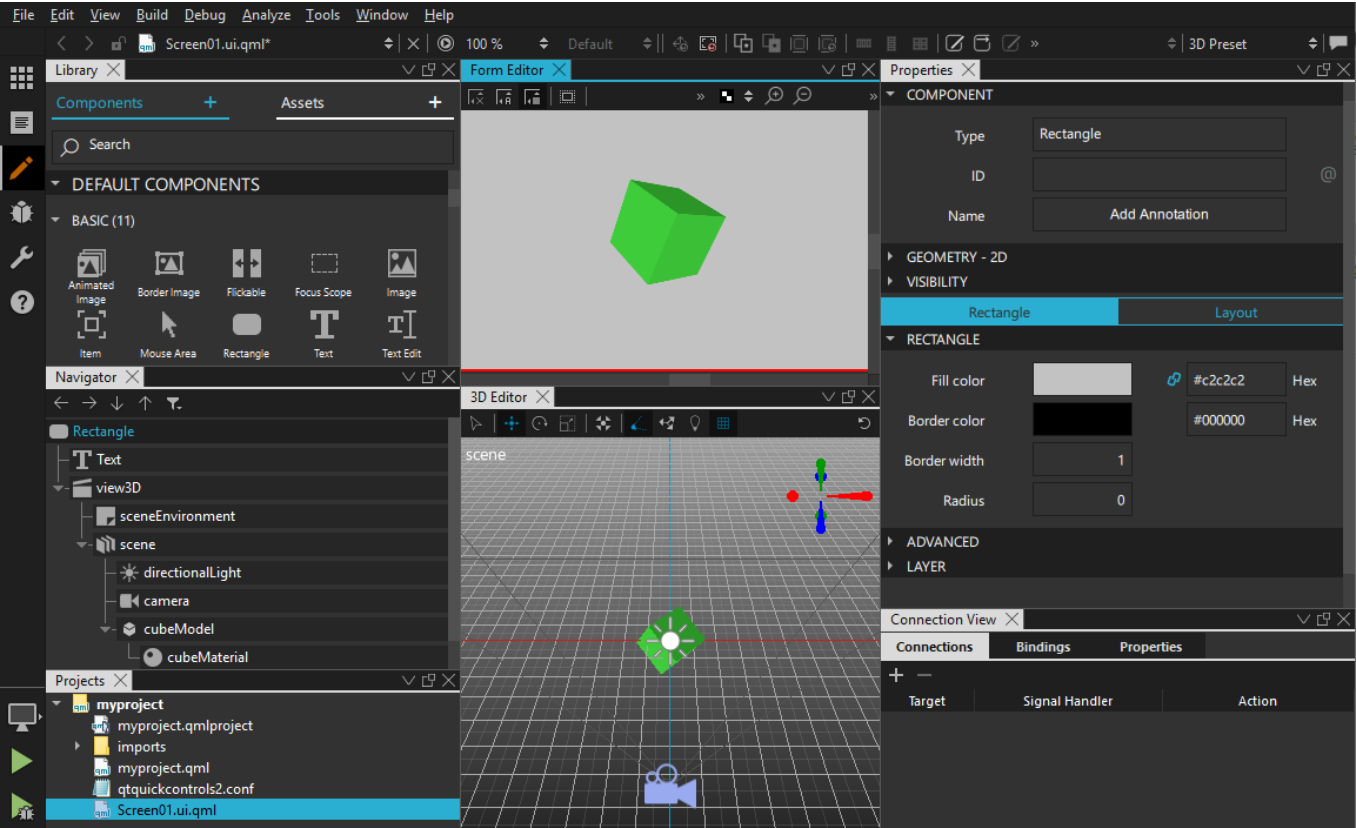 File Edit View Build Debug Analyze Tools Window Help
Screen01.ui.qml* 100 % Default 3D Preset
Library
Components + Assets +
Search
DEFAULT COMPONENTS
BASIC (11)
Animated Image
Border Image
Flickable
Focus Scope
Image
Item
Mouse Area
Rectangle
Text
Text Edit
Navigator
Rectangle
Text
view3D
sceneEnvironment
scene
directionalLight
camera
cubeModel
cubeMaterial
Projects
myproject
myproject.qmlproject
imports
myproject.qml
qtquickcontrols2.conf
Screen01.ui.qml
Form Editor
3D Editor
scene
Properties
COMPONENT
Type Rectangle
ID @
Name Add Annotation
GEOMETRY - 2D
VISIBILITY
Rectangle Layout
RECTANGLE
Fill color #c2c2c2 Hex
Border color #000000 Hex
Border width 1
Radius 0
ADVANCED
LAYER
Connection View
Connections Bindings Properties
Target Signal Handler Action